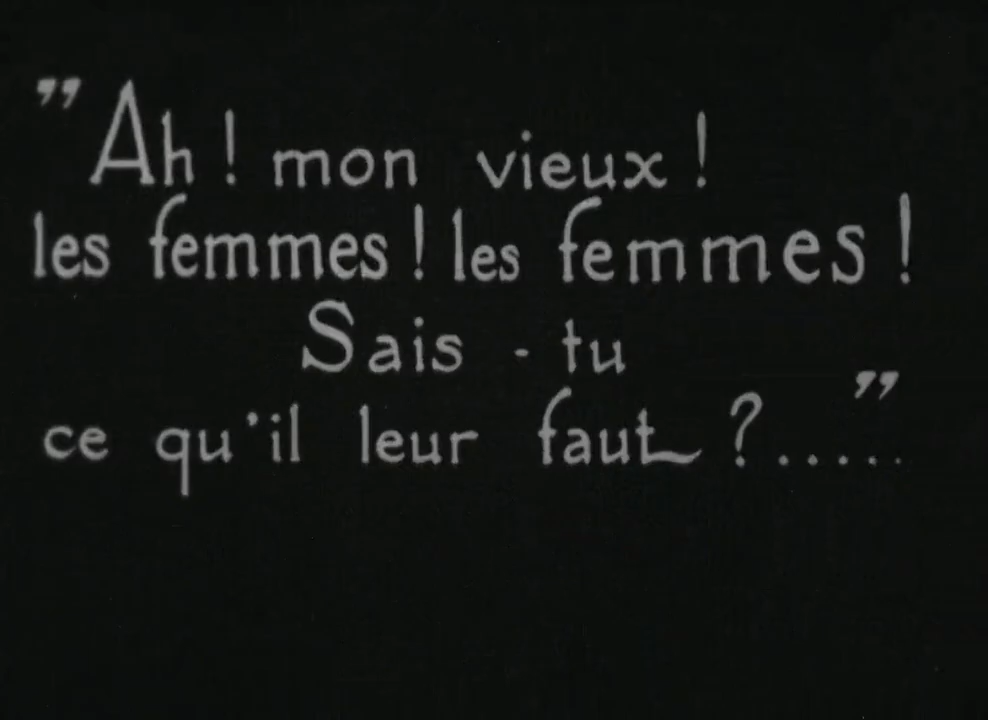 ”Ah ! mon vieux !
les femmes ! les femmes !
Sais - tu
ce qu'il leur faut ?.....”